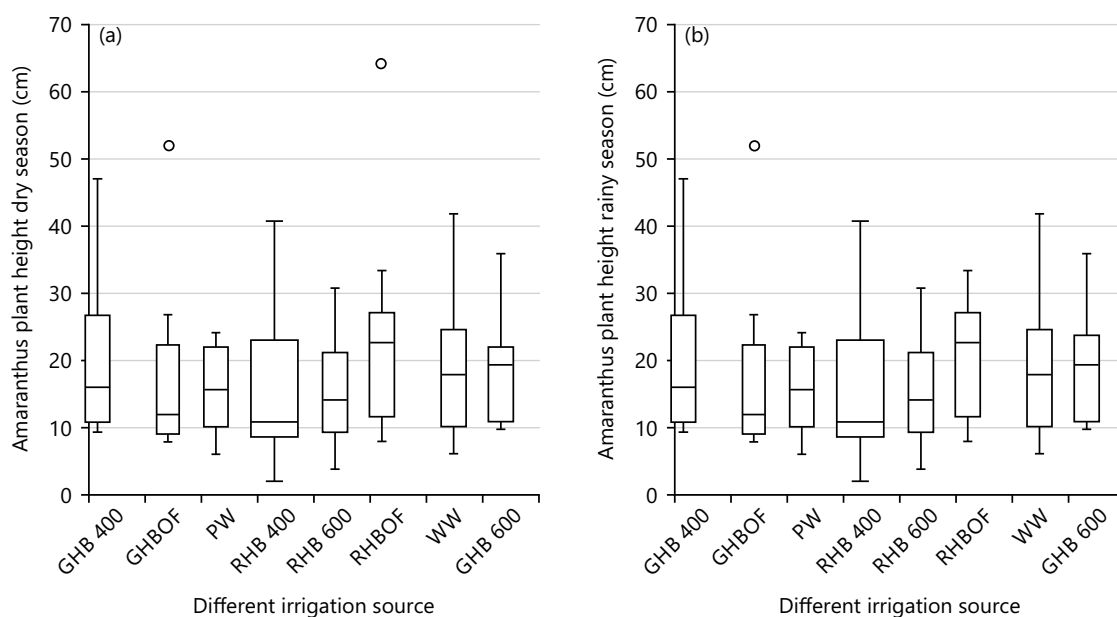 (a)
Amaranthus plant height dry season (cm)
70
60
50
40
30
20
10
0
GHB 400
GHBOF
PW
RHB 400
RHB 600
RHBOF
WW
GHB 600
Different irrigation source
(b)
Amaranthus plant height rainy season (cm)
70
60
50
40
30
20
10
0
GHB 400
GHBOF
PW
RHB 400
RHB 600
RHBOF
WW
GHB 600
Different irrigation source